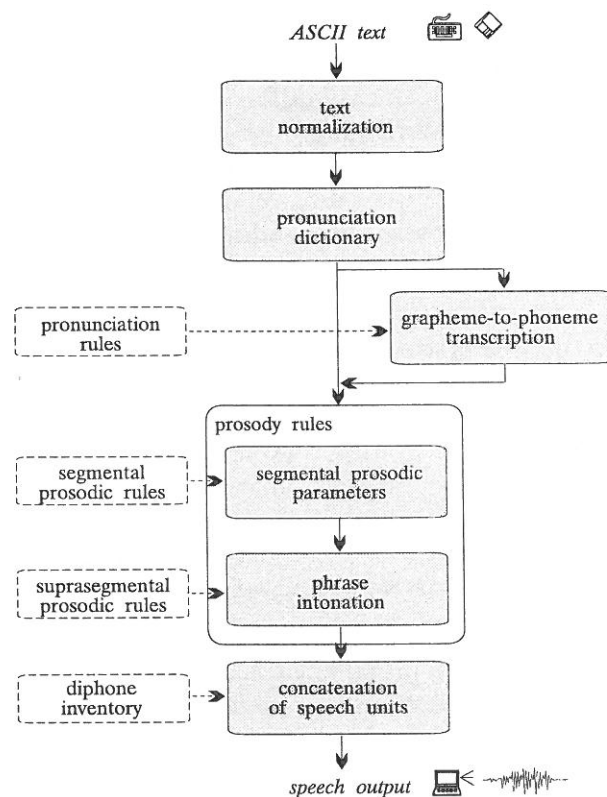 ASCII text
text
normalization
pronunciation
dictionary
pronunciation
rules
grapheme-to-phoneme
transcription
prosody rules
segmental
prosodic rules
segmental prosodic
parameters
suprasegmental
prosodic rules
phrase
intonation
diphone
inventory
concatenation
of speech units
speech output